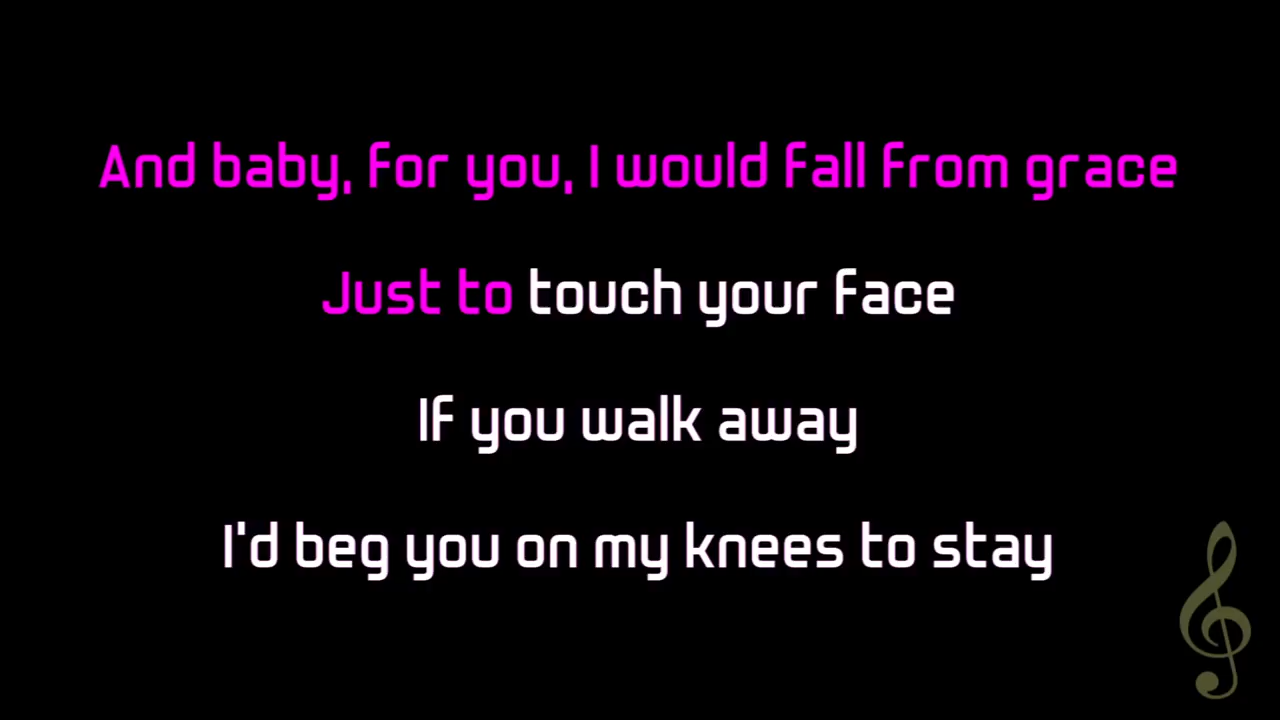 And baby, for you, I would fall from grace
Just to touch your face
If you walk away
I'd beg you on my knees to stay